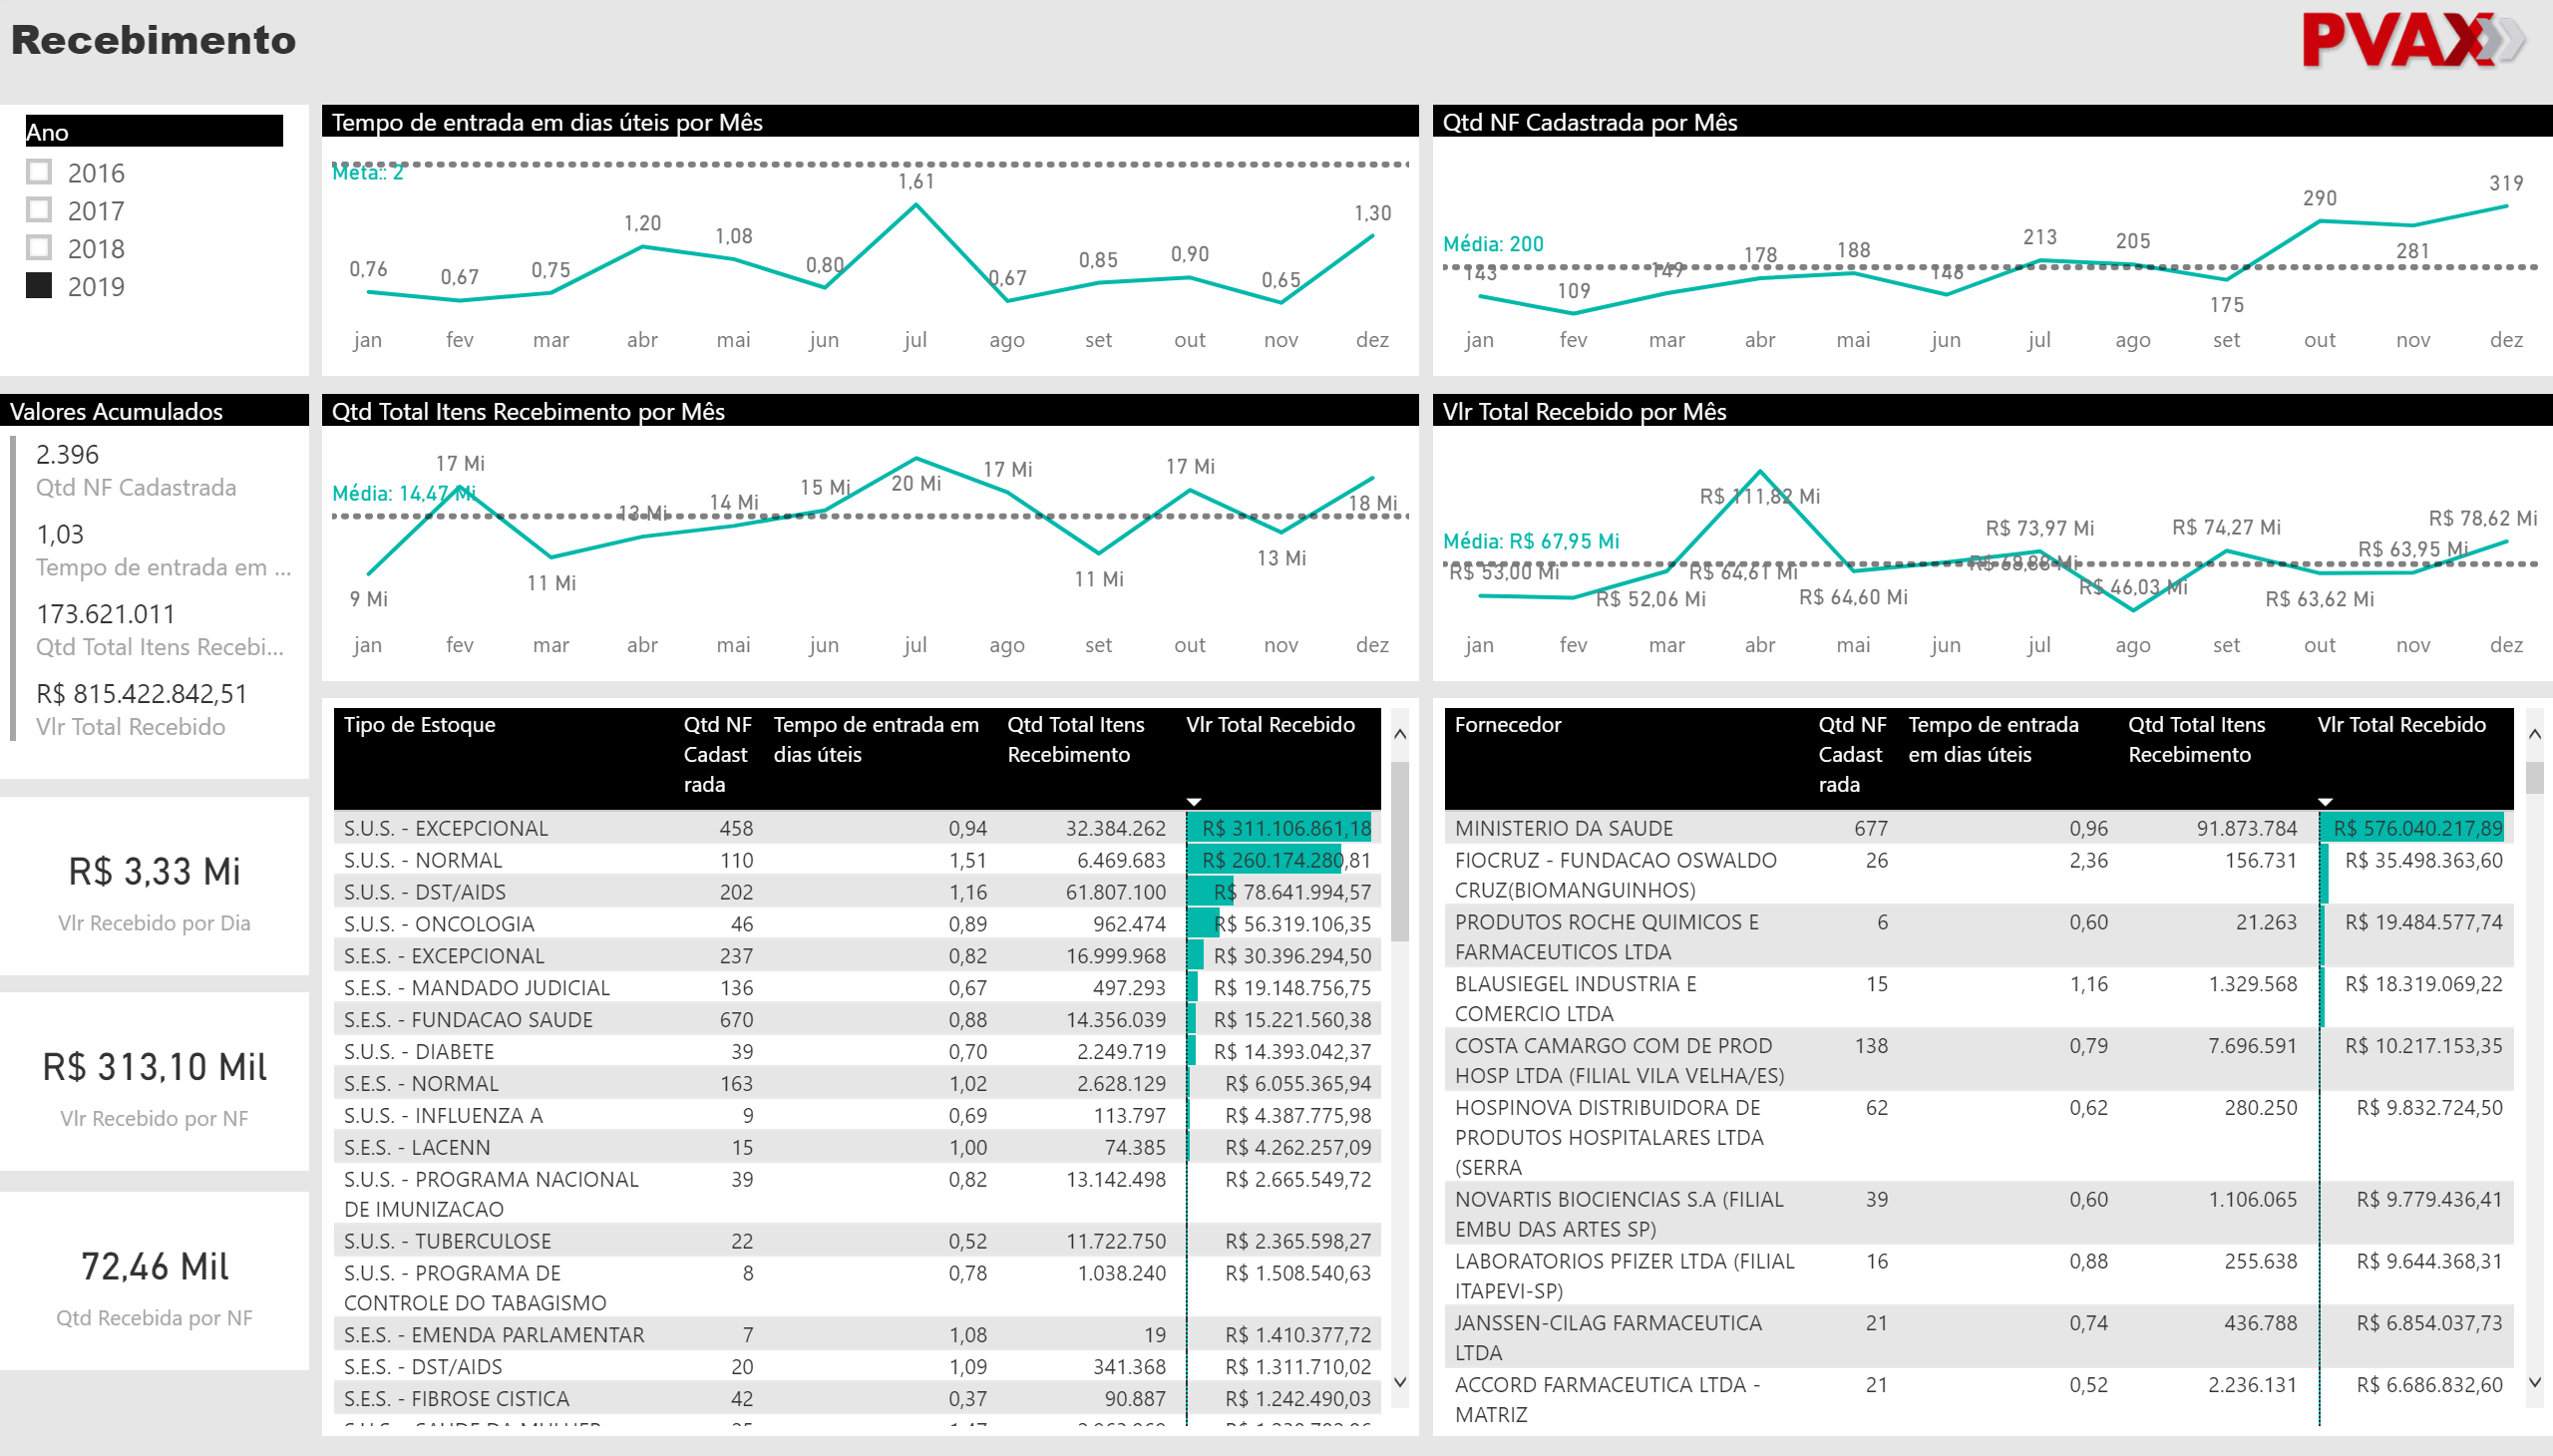 Recebimento
PVAX
Ano
2016
2017
2018
2019
Tempo de entrada em dias úteis por Mês
Meta:: 2
0,76
0,67
0,75
1,20
1,08
0,80
1,61
0,67
0,85
0,90
0,65
1,30
jan fev mar abr mai jun jul ago set out nov dez
Qtd NF Cadastrada por Mês
Média: 200
143
109
149
178
188
146
213
205
175
290
281
319
jan fev mar abr mai jun jul ago set out nov dez
Valores Acumulados
2.396
Qtd NF Cadastrada
1,03
Tempo de entrada em ...
173.621.011
Qtd Total Itens Recebi...
R$ 815.422.842,51
Vlr Total Recebido
Qtd Total Itens Recebimento por Mês
Média: 14,47 Mi
9 Mi
17 Mi
11 Mi
13 Mi
14 Mi
15 Mi
20 Mi
17 Mi
11 Mi
17 Mi
13 Mi
18 Mi
jan fev mar abr mai jun jul ago set out nov dez
Vlr Total Recebido por Mês
Média: R$ 67,95 Mi
R$ 53,00 Mi
R$ 52,06 Mi
R$ 64,61 Mi
R$ 111,82 Mi
R$ 64,60 Mi
R$ 68,88 Mi
R$ 73,97 Mi
R$ 46,03 Mi
R$ 74,27 Mi
R$ 63,62 Mi
R$ 63,95 Mi
R$ 78,62 Mi
jan fev mar abr mai jun jul ago set out nov dez
R$ 3,33 Mi
Vlr Recebido por Dia
R$ 313,10 Mil
Vlr Recebido por NF
72,46 Mil
Qtd Recebida por NF
Tipo de Estoque Qtd NF Tempo de entrada em Qtd Total Itens Vlr Total Recebido
Cadast dias úteis Recebimento
rada
S.U.S. - EXCEPCIONAL 458 0,94 32.384.262 R$ 311.106.861,18
S.U.S. - NORMAL 110 1,51 6.469.683 R$ 260.174.280,81
S.U.S. - DST/AIDS 202 1,16 61.807.100 R$ 78.641.994,57
S.U.S. - ONCOLOGIA 46 0,89 962.474 R$ 56.319.106,35
S.E.S. - EXCEPCIONAL 237 0,82 16.999.968 R$ 30.396.294,50
S.E.S. - MANDADO JUDICIAL 136 0,67 497.293 R$ 19.148.756,75
S.E.S. - FUNDACAO SAUDE 670 0,88 14.356.039 R$ 15.221.560,38
S.U.S. - DIABETE 39 0,70 2.249.719 R$ 14.393.042,37
S.E.S. - NORMAL 163 1,02 2.628.129 R$ 6.055.365,94
S.U.S. - INFLUENZA A 9 0,69 113.797 R$ 4.387.775,98
S.E.S. - LACENN 15 1,00 74.385 R$ 4.262.257,09
S.U.S. - PROGRAMA NACIONAL 39 0,82 13.142.498 R$ 2.665.549,72
DE IMUNIZACAO
S.U.S. - TUBERCULOSE 22 0,52 11.722.750 R$ 2.365.598,27
S.U.S. - PROGRAMA DE 8 0,78 1.038.240 R$ 1.508.540,63
CONTROLE DO TABAGISMO
S.E.S. - EMENDA PARLAMENTAR 7 1,08 19 R$ 1.410.377,72
S.E.S. - DST/AIDS 20 1,09 341.368 R$ 1.311.710,02
S.E.S. - FIBROSE CISTICA 42 0,37 90.887 R$ 1.242.490,03
Fornecedor Qtd NF Tempo de entrada Qtd Total Itens Vlr Total Recebido
Cadast em dias úteis Recebimento
rada
MINISTERIO DA SAUDE 677 0,96 91.873.784 R$ 576.040.217,89
FIOCRUZ - FUNDACAO OSWALDO 26 2,36 156.731 R$ 35.498.363,60
CRUZ(BIOMANGUINHOS)
PRODUTOS ROCHE QUIMICOS E 6 0,60 21.263 R$ 19.484.577,74
FARMACEUTICOS LTDA
BLAUSIEGEL INDUSTRIA E 15 1,16 1.329.568 R$ 18.319.069,22
COMERCIO LTDA
COSTA CAMARGO COM DE PROD 138 0,79 7.696.591 R$ 10.217.153,35
HOSP LTDA (FILIAL VILA VELHA/ES)
HOSPINOVA DISTRIBUIDORA DE 62 0,62 280.250 R$ 9.832.724,50
PRODUTOS HOSPITALARES LTDA
(SERRA
NOVARTIS BIOCIENCIAS S.A (FILIAL 39 0,60 1.106.065 R$ 9.779.436,41
EMBU DAS ARTES SP)
LABORATORIOS PFIZER LTDA (FILIAL 16 0,88 255.638 R$ 9.644.368,31
ITAPEVI-SP)
JANSSEN-CILAG FARMACEUTICA 21 0,74 436.788 R$ 6.854.037,73
LTDA
ACCORD FARMACEUTICA LTDA - 21 0,52 2.236.131 R$ 6.686.832,60
MATRIZ